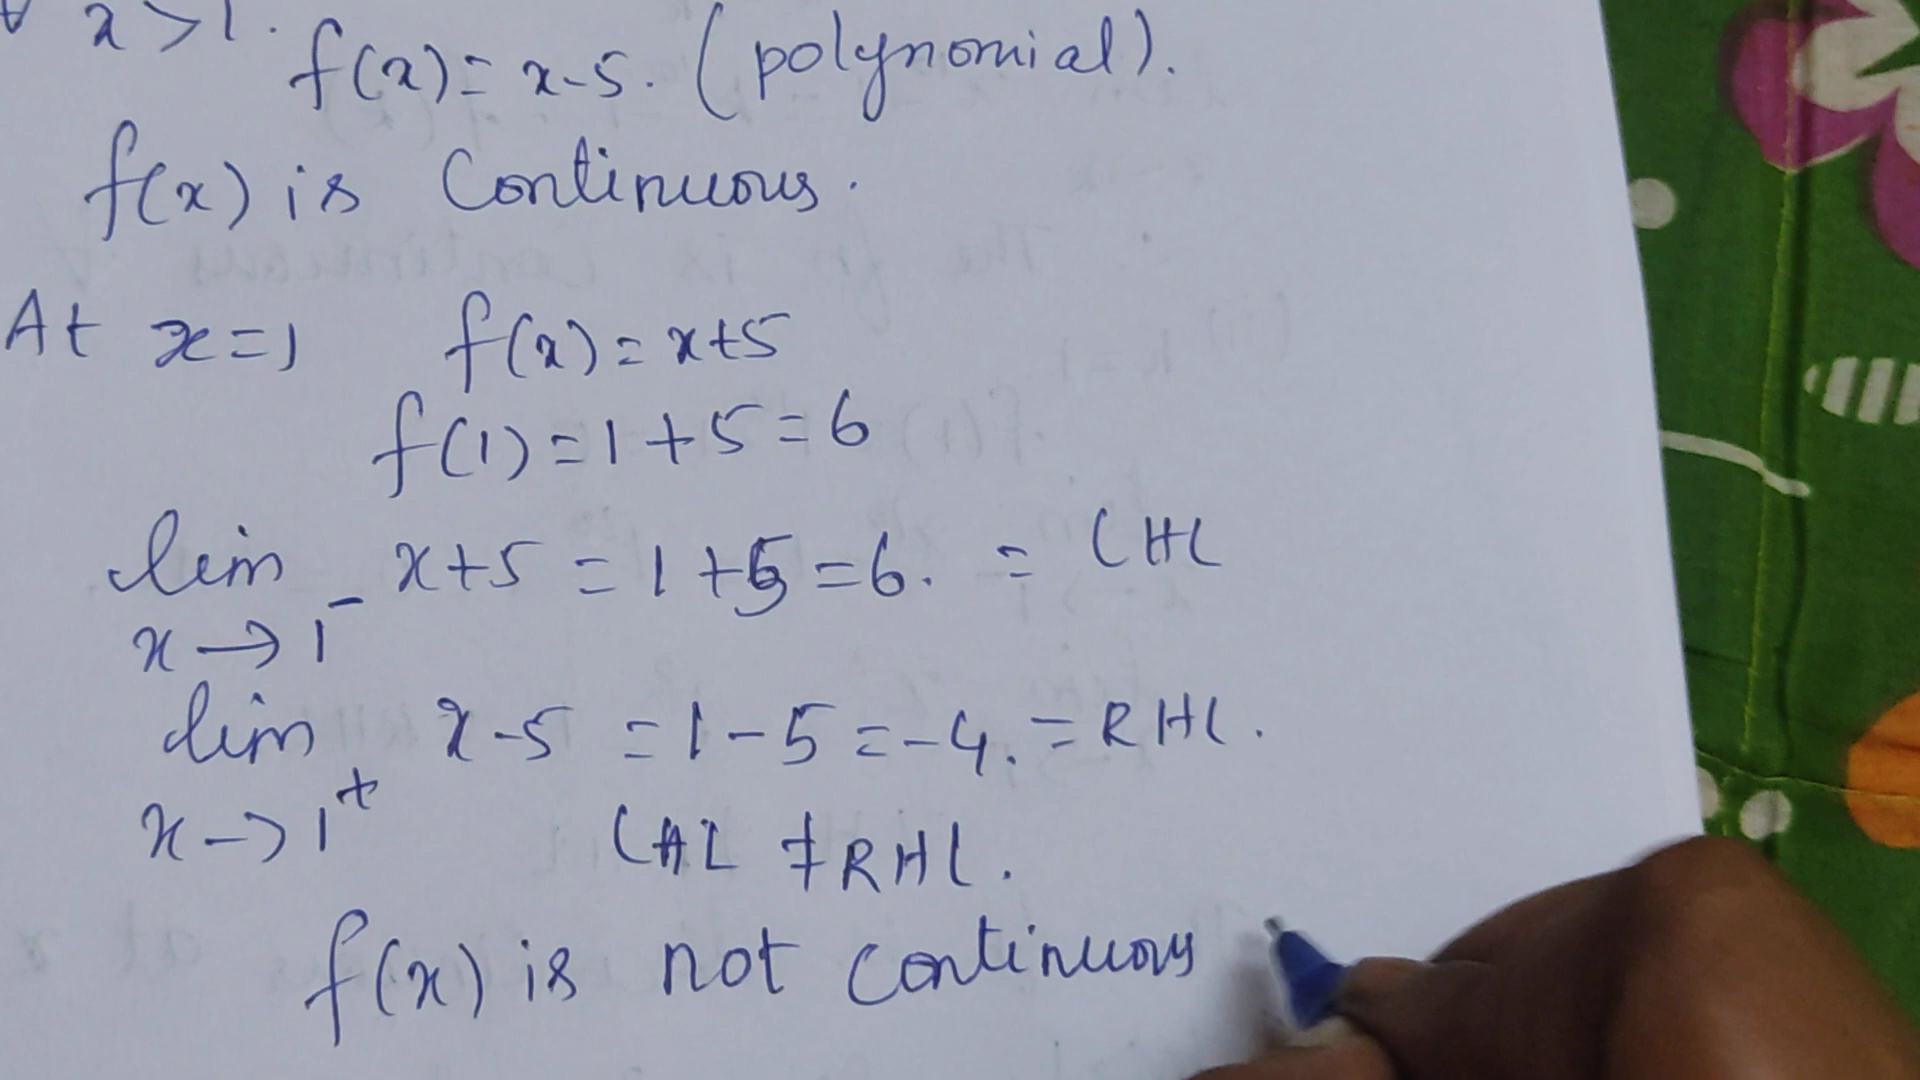 ∀ x > 1.
f(x) = x-5. (polynomial).
f(x) is Continuous.
At x = 1 f(x) = x+5
f(1) = 1+5 = 6
lim x→1⁻ x+5 = 1+5 = 6. = LHL
lim x→1⁺ x-5 = 1-5 = -4. = RHL.
LHL ≠ RHL.
f(x) is not continuous